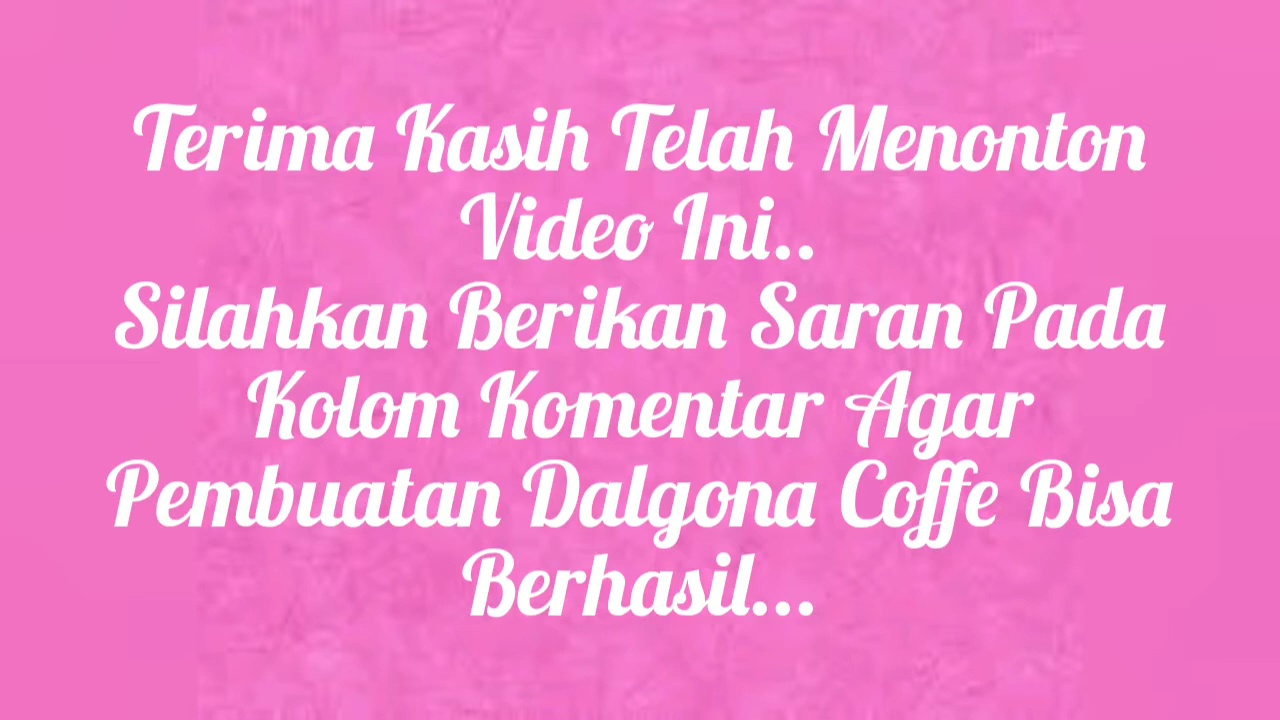 Terima Kasih Telah Menonton
Video Ini..
Silahkan Berikan Saran Pada
Kolom Komentar Agar
Pembuatan Dalgona Coffe Bisa
Berhasil...